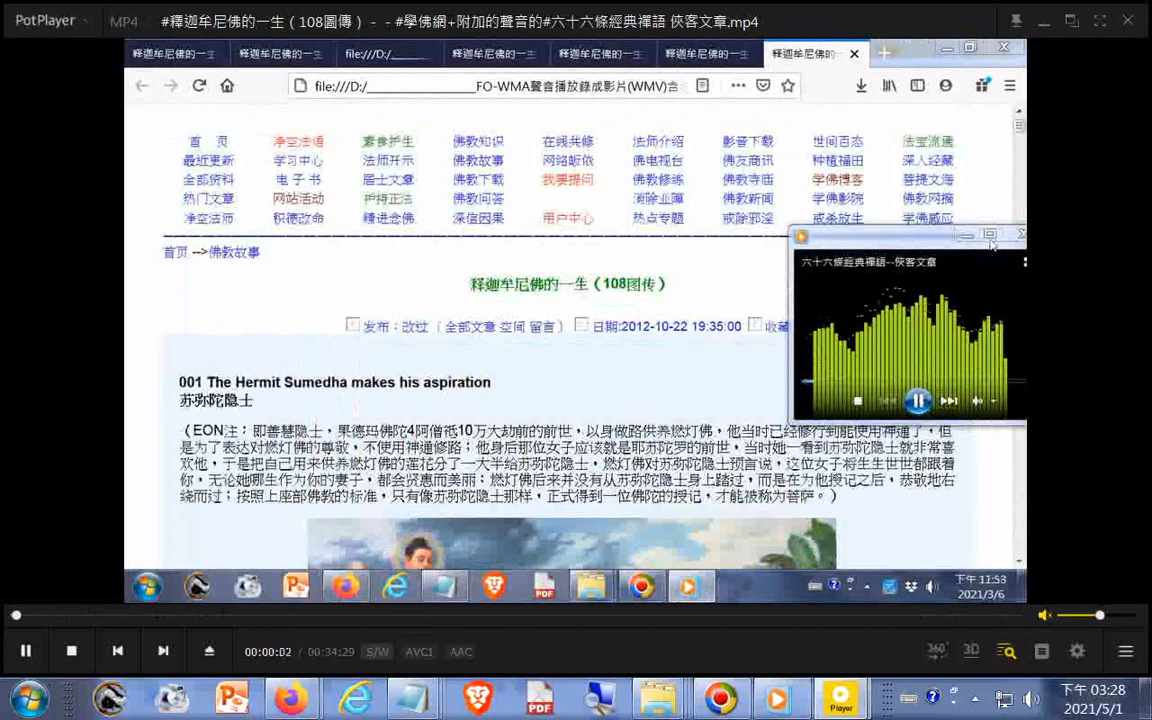 PotPlayer MP4 #釋迦牟尼佛的一生（108圖傳）- - #學佛網+附加的聲音的#六十六條經典禪語 俠客文章.mp4
释迦牟尼佛的一生 释迦牟尼佛的一生 file:///D:/ 释迦牟尼佛的一生 释迦牟尼佛的一生 释迦牟尼佛的一生 释迦牟尼佛的一
file:///D:/__________________FO-WMA聲音播放錄成影片(WMV)含
首 页 净空法语 素食护生 佛教知识 在线共修 法师介绍 影音下载 世间百态 法宝流通
最近更新 学习中心 法师开示 佛教故事 网络皈依 佛电视台 佛友商讯 种植福田 深入经藏
全部资料 电 子 书 居士文章 佛教下载 我要提问 佛教修练 佛教寺庙 学佛博客 菩提文海
热门文章 网站活动 护持正法 佛教问答 消除业障 佛教新闻 学佛影院 佛教网摘
净空法师 积德改命 精进念佛 深信因果 用户中心 热点专题 戒除邪淫 戒杀放生 学佛感应
首页 -->佛教故事
释迦牟尼佛的一生（108图传）
发布：改过 （全部文章 空间 留言） 日期:2012-10-22 19:35:00 收藏
六十六條經典禪語--俠客文章
001 The Hermit Sumedha makes his aspiration
苏弥陀隐士
（EON注：即善慧隐士，果德玛佛陀4阿僧祗10万大劫前的前世，以身做路供养燃灯佛，他当时已经修行到能使用神通了，但
是为了表达对燃灯佛的尊敬，不使用神通修路；他身后那位女子应该就是耶苏陀罗的前世，当时她一看到苏弥陀隐士就非常喜
欢他，于是把自己用来供养燃灯佛的莲花分了一大半给苏弥陀隐士，燃灯佛对苏弥陀隐士预言说，这位女子将生生世世都跟着
你，无论她哪生作为你的妻子，都会贤惠而美丽；燃灯佛后来并没有从苏弥陀隐士身上踏过，而是在为他授记之后，恭敬地右
绕而过；按照上座部佛教的标准，只有像苏弥陀隐士那样，正式得到一位佛陀的授记，才能被称为菩萨。）
下午 11:53
2021/3/6
00:00:02 / 00:34:29 S/W AVC1 AAC 360° 3D
PDF Player
下午 03:28
2021/5/1